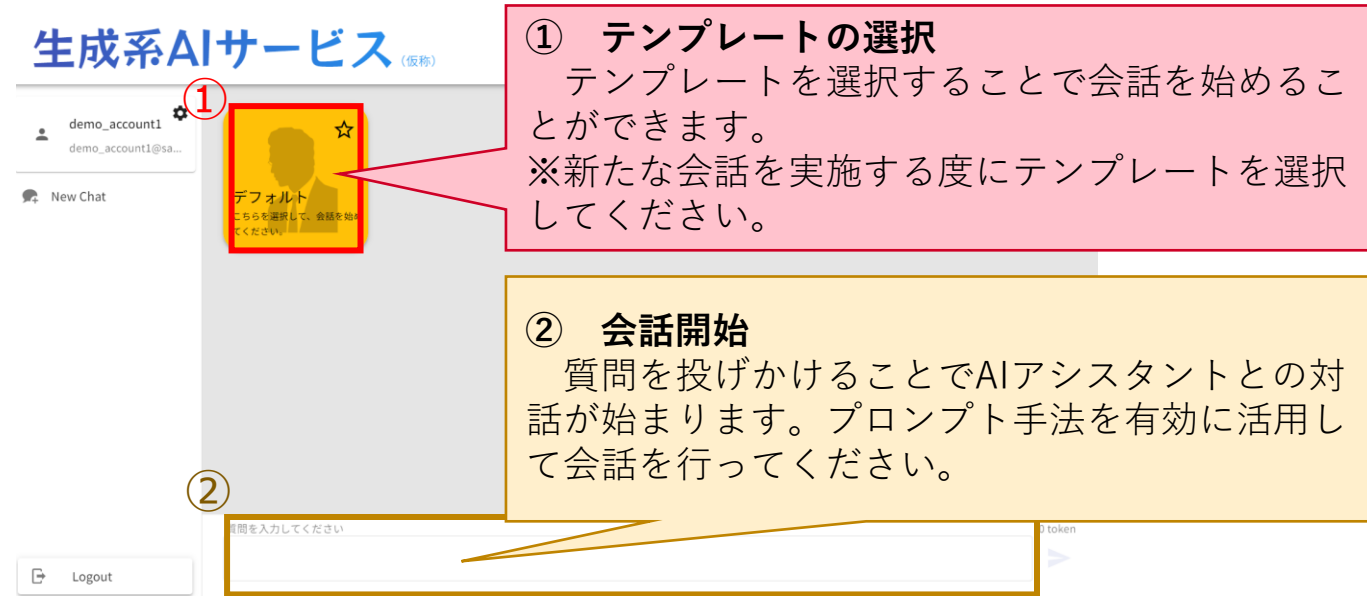 生成系AIサービス(仮称)
①
demo_account1
demo_account1@sa...
New Chat
デフォルト
こちらを選択して、会話を始め
てください。
① テンプレートの選択
テンプレートを選択することで会話を始めるこ
とができます。
※新たな会話を実施する度にテンプレートを選択
してください。
② 会話開始
質問を投げかけることでAIアシスタントとの対
話が始まります。プロンプト手法を有効に活用し
て会話を行ってください。
②
質問を入力してください
0 token
Logout